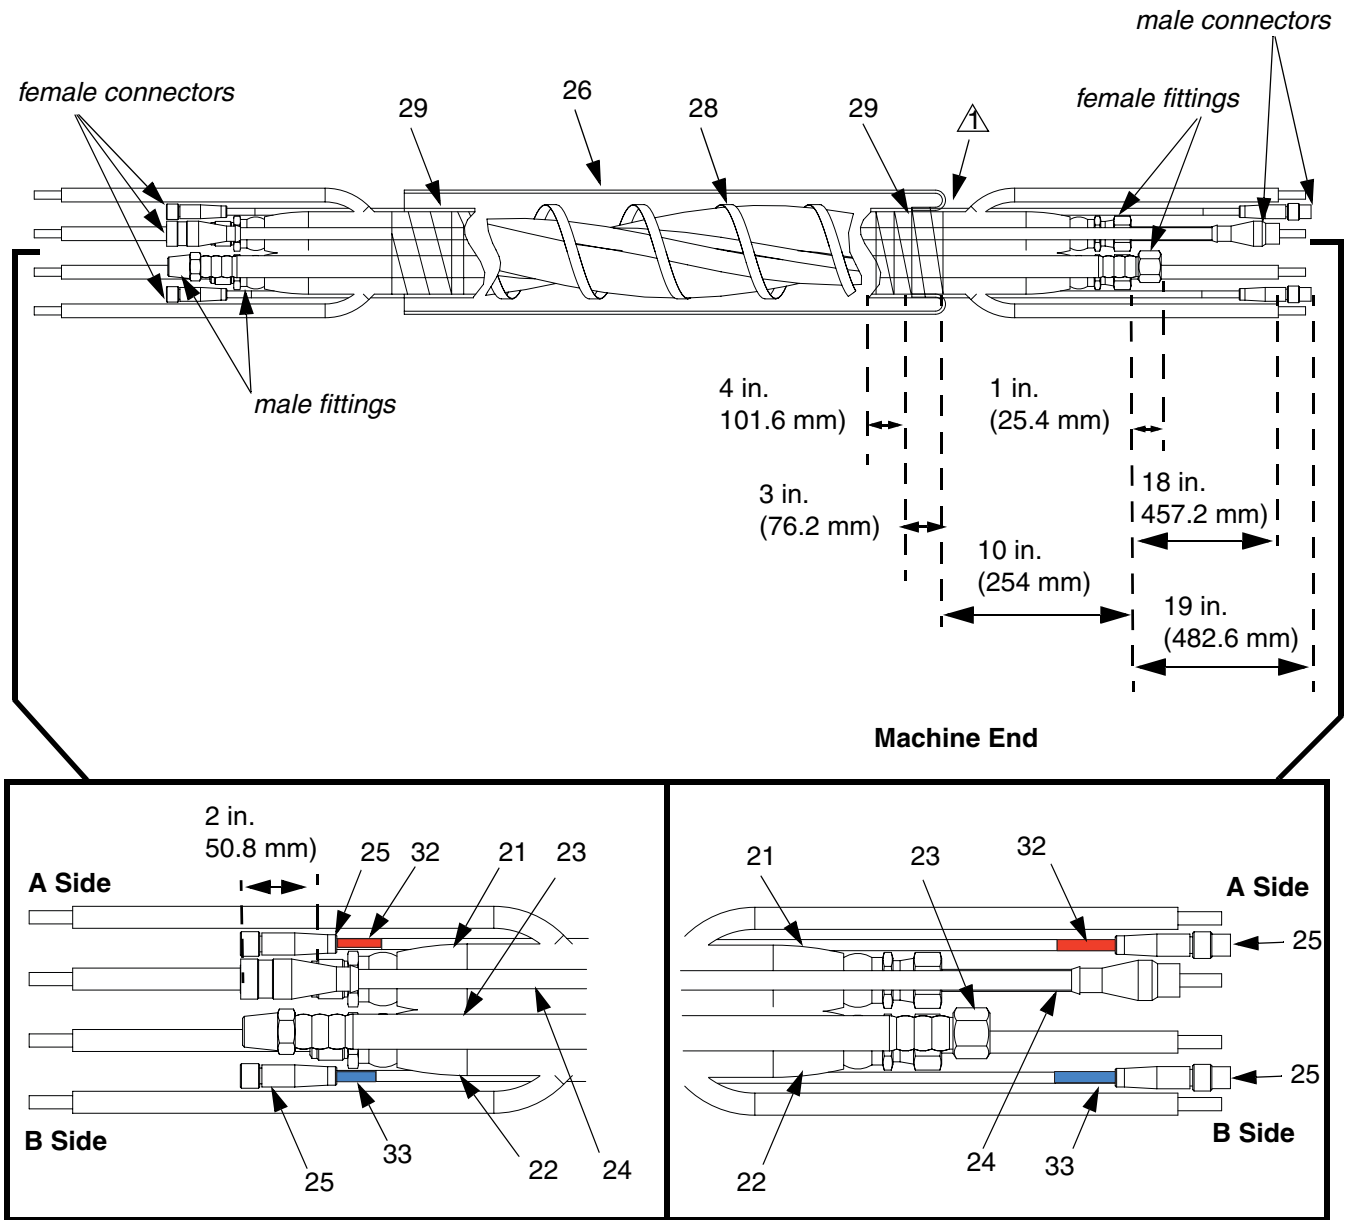 male connectors
female connectors
29
26
28
29
1
female fittings
male fittings
4 in.
101.6 mm)
1 in.
(25.4 mm)
3 in.
(76.2 mm)
18 in.
457.2 mm)
10 in.
(254 mm)
19 in.
(482.6 mm)
Machine End
2 in.
50.8 mm)
A Side
25
32
21
23
B Side
25
33
22
24
21
23
32
A Side
25
25
B Side
22
24
33